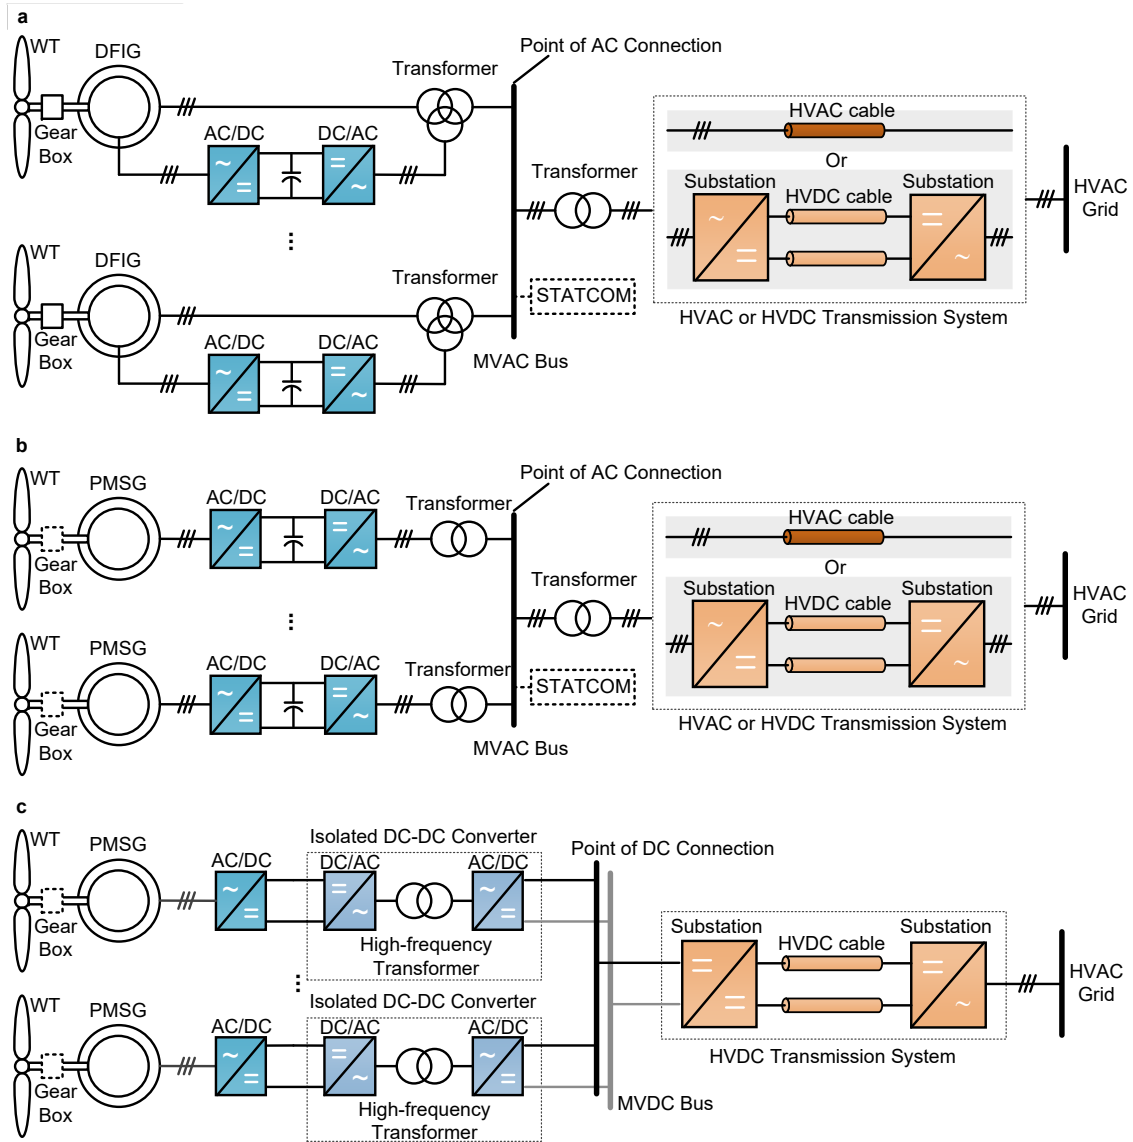 a
WT
DFIG
Gear
Box
AC/DC
DC/AC
Transformer
Point of AC Connection
...
WT
DFIG
Gear
Box
AC/DC
DC/AC
Transformer
MVAC Bus
Transformer
STATCOM
HVAC cable
Or
Substation
HVDC cable
Substation
HVAC or HVDC Transmission System
HVAC
Grid
b
WT
PMSG
Gear
Box
AC/DC
DC/AC
Transformer
Point of AC Connection
...
WT
PMSG
Gear
Box
AC/DC
DC/AC
Transformer
MVAC Bus
Transformer
STATCOM
HVAC cable
Or
Substation
HVDC cable
Substation
HVAC or HVDC Transmission System
HVAC
Grid
c
WT
PMSG
Gear
Box
AC/DC
Isolated DC-DC Converter
DC/AC
AC/DC
High-frequency
Transformer
Point of DC Connection
...
WT
PMSG
Gear
Box
AC/DC
Isolated DC-DC Converter
DC/AC
AC/DC
High-frequency
Transformer
MVDC Bus
Substation
HVDC cable
Substation
HVDC Transmission System
HVAC
Grid